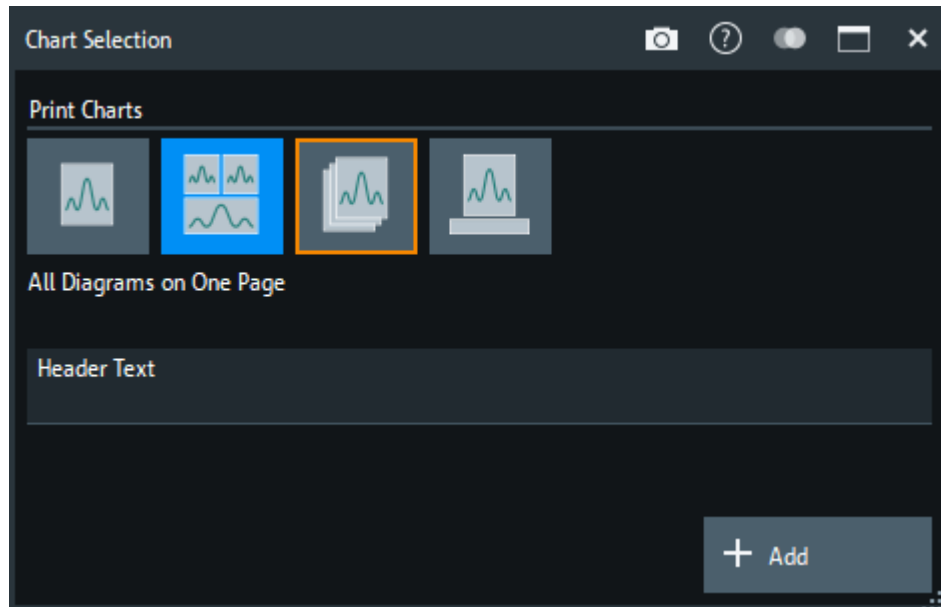 Chart Selection
?
Print Charts
All Diagrams on One Page
Header Text
+ Add